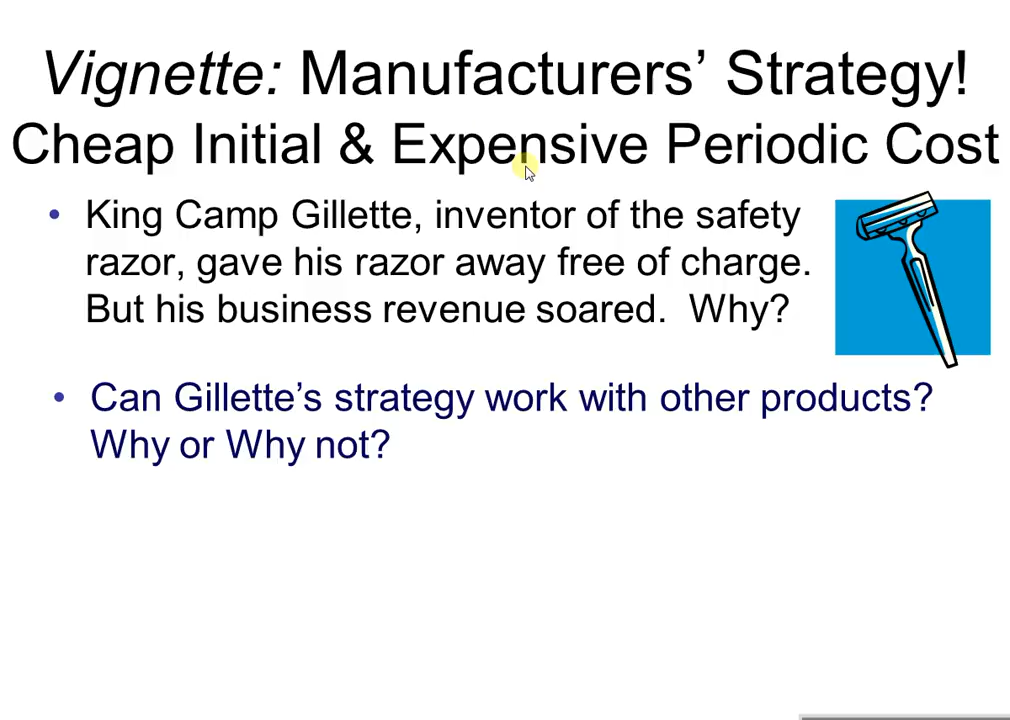 Vignette: Manufacturers’ Strategy!
Cheap Initial & Expensive Periodic Cost
• King Camp Gillette, inventor of the safety
razor, gave his razor away free of charge.
But his business revenue soared.  Why?
• Can Gillette’s strategy work with other products?
Why or Why not?